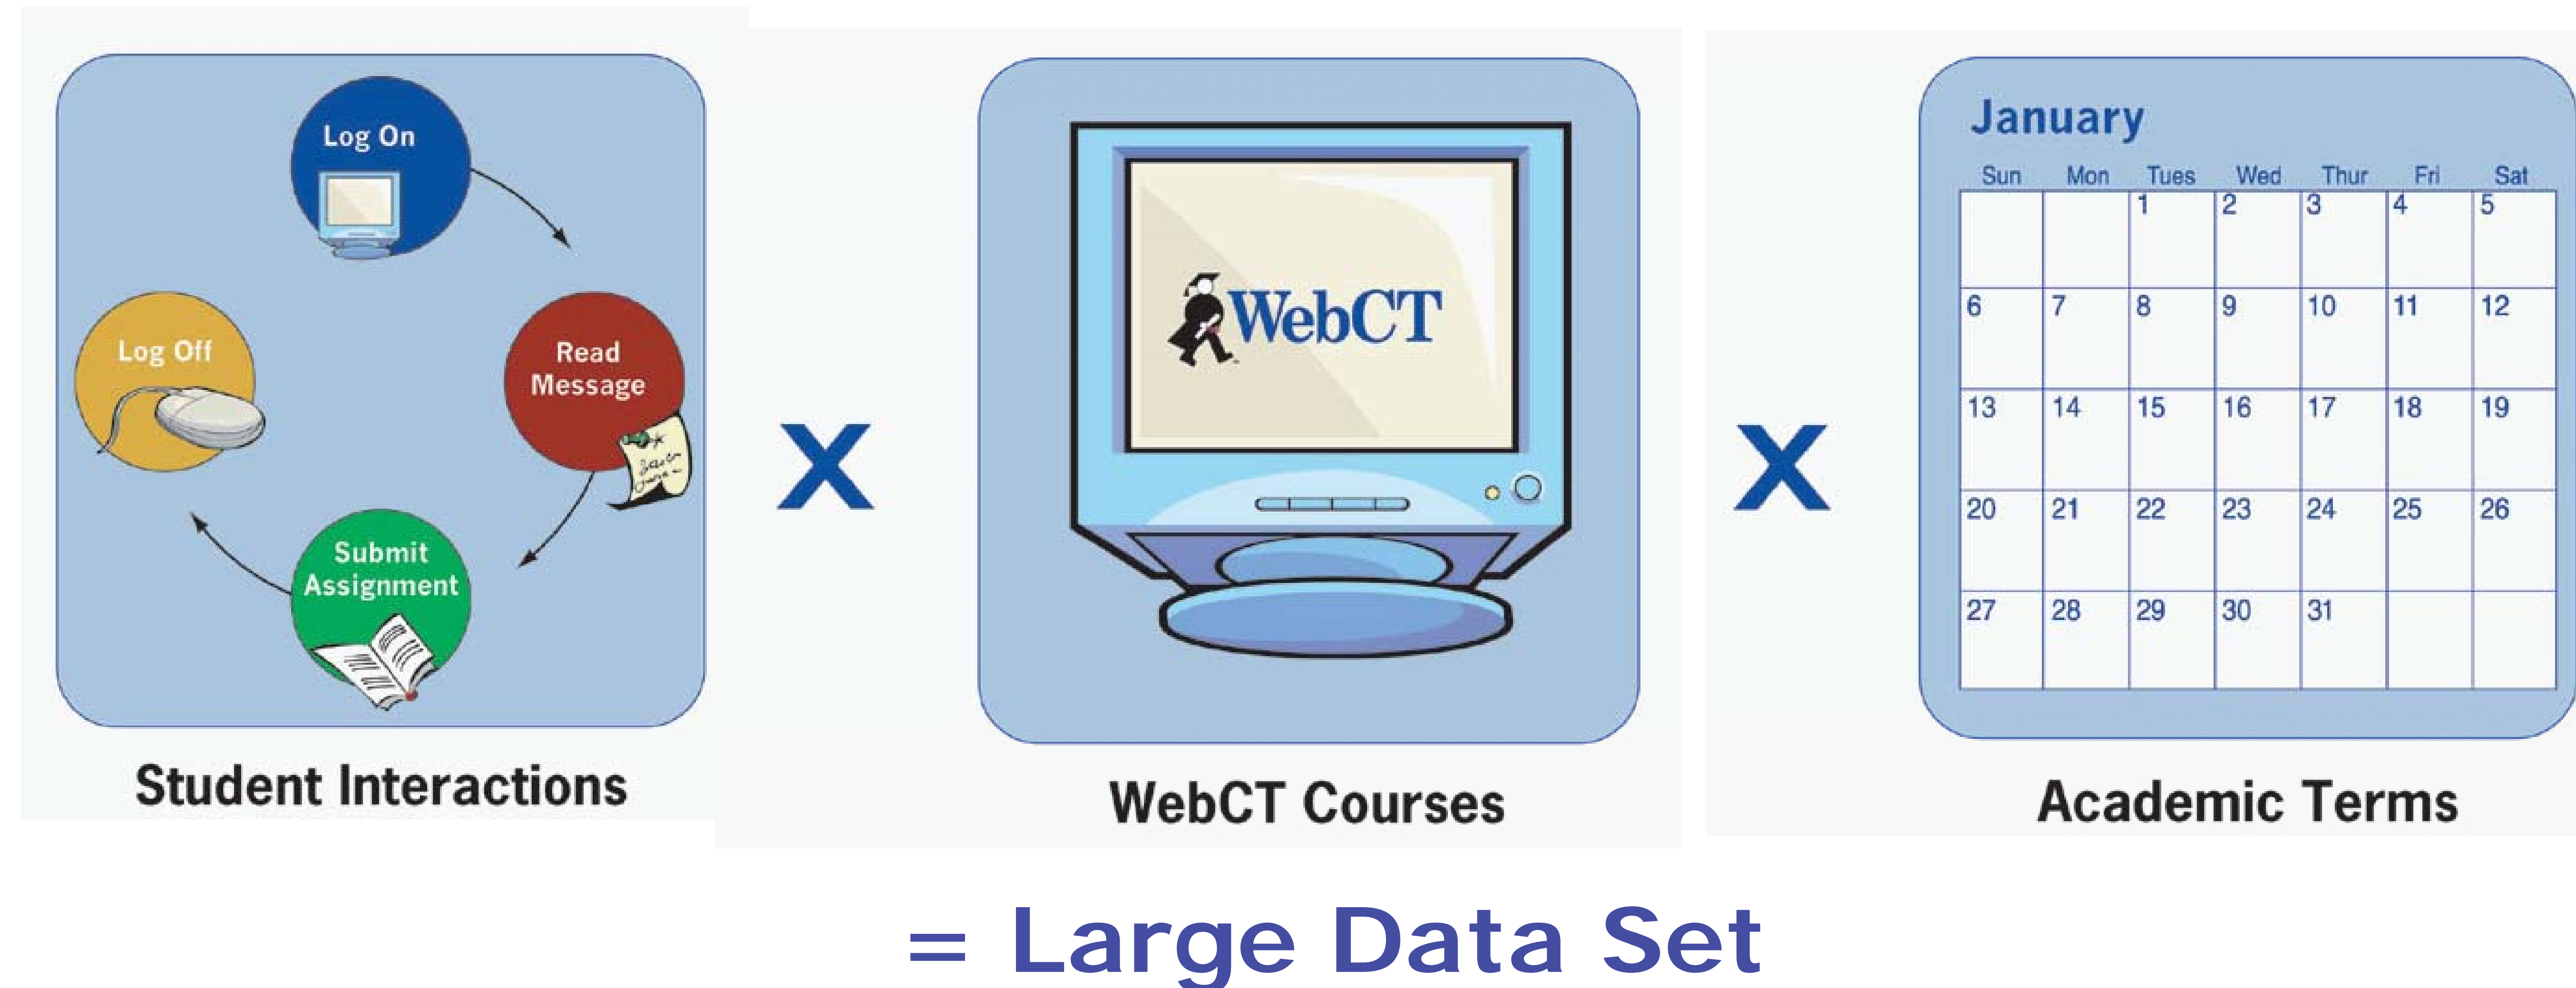 Log On
Read
Message
Submit
Assignment
Log Off
Student Interactions
X
WebCT
WebCT Courses
X
January
Sun Mon Tues Wed Thur Fri Sat
1 2 3 4 5
6 7 8 9 10 11 12
13 14 15 16 17 18 19
20 21 22 23 24 25 26
27 28 29 30 31
Academic Terms
= Large Data Set